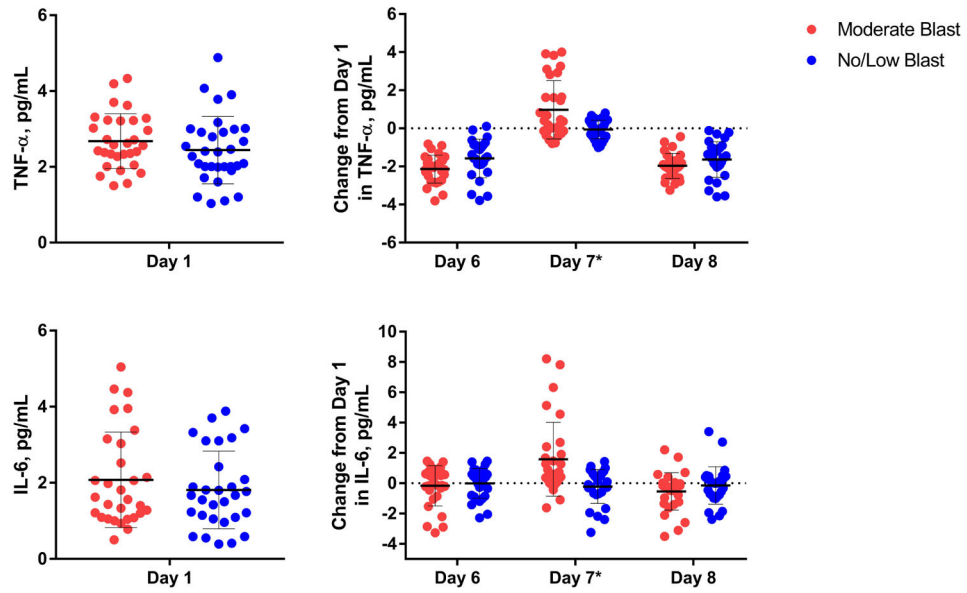 TNF-α, pg/mL
6
4
2
0
Day 1
Change from Day 1
in TNF-α, pg/mL
6
4
2
0
-2
-4
-6
Day 6
Day 7*
Day 8
Moderate Blast
No/Low Blast
IL-6, pg/mL
6
4
2
0
Day 1
Change from Day 1
in IL-6, pg/mL
10
8
6
4
2
0
-2
-4
Day 6
Day 7*
Day 8